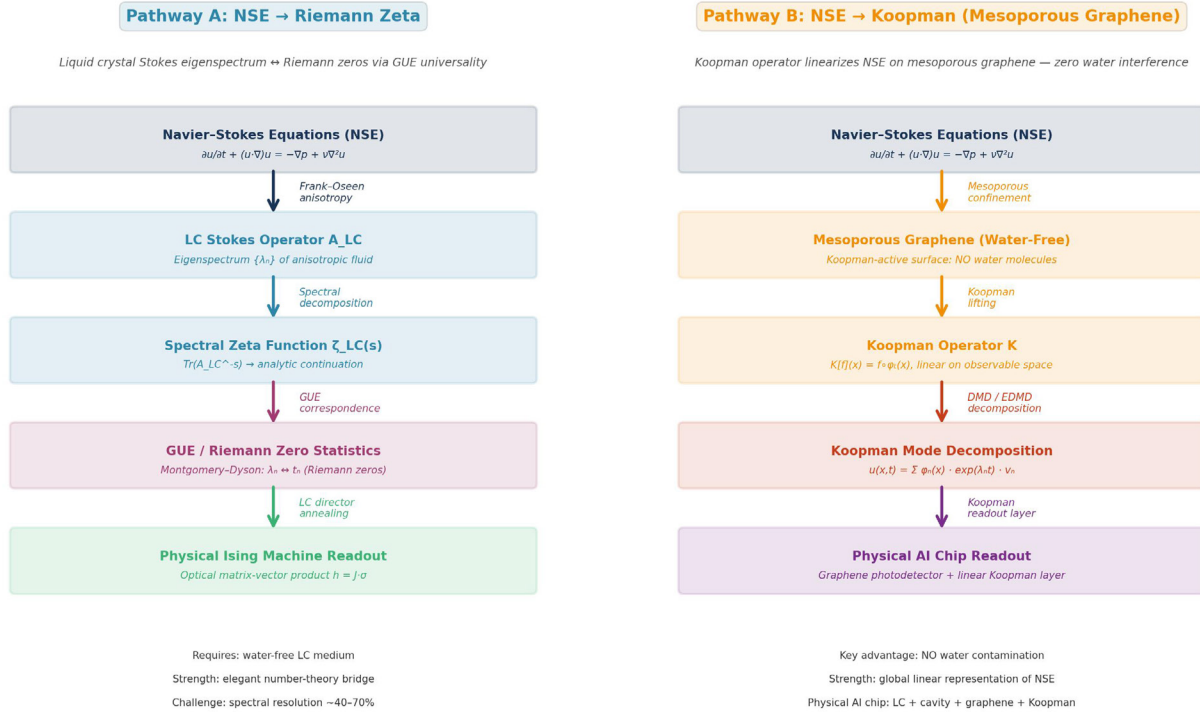 Pathway A: NSE → Riemann Zeta
Liquid crystal Stokes eigenspectrum ↔ Riemann zeros via GUE universality
Navier–Stokes Equations (NSE)
∂u/∂t + (u·∇)u = −∇p + ν∇²u
Frank–Oseen
anisotropy
LC Stokes Operator A_LC
Eigenspectrum {λₙ} of anisotropic fluid
Spectral
decomposition
Spectral Zeta Function ζ_LC(s)
Tr(A_LC^-s) → analytic continuation
GUE
correspondence
GUE / Riemann Zero Statistics
Montgomery–Dyson: λₙ ↔ tₙ (Riemann zeros)
LC director
annealing
Physical Ising Machine Readout
Optical matrix-vector product h = J·σ
Requires: water-free LC medium
Strength: elegant number-theory bridge
Challenge: spectral resolution ~40–70%
Pathway B: NSE → Koopman (Mesoporous Graphene)
Koopman operator linearizes NSE on mesoporous graphene — zero water interference
Navier–Stokes Equations (NSE)
∂u/∂t + (u·∇)u = −∇p + ν∇²u
Mesoporous
confinement
Mesoporous Graphene (Water-Free)
Koopman-active surface: NO water molecules
Koopman
lifting
Koopman Operator K
K[f](x) = f∘φₜ(x), linear on observable space
DMD / EDMD
decomposition
Koopman Mode Decomposition
u(x,t) = Σ φₙ(x) · exp(λₙt) · vₙ
Koopman
readout layer
Physical AI Chip Readout
Graphene photodetector + linear Koopman layer
Key advantage: NO water contamination
Strength: global linear representation of NSE
Physical AI chip: LC + cavity + graphene + Koopman